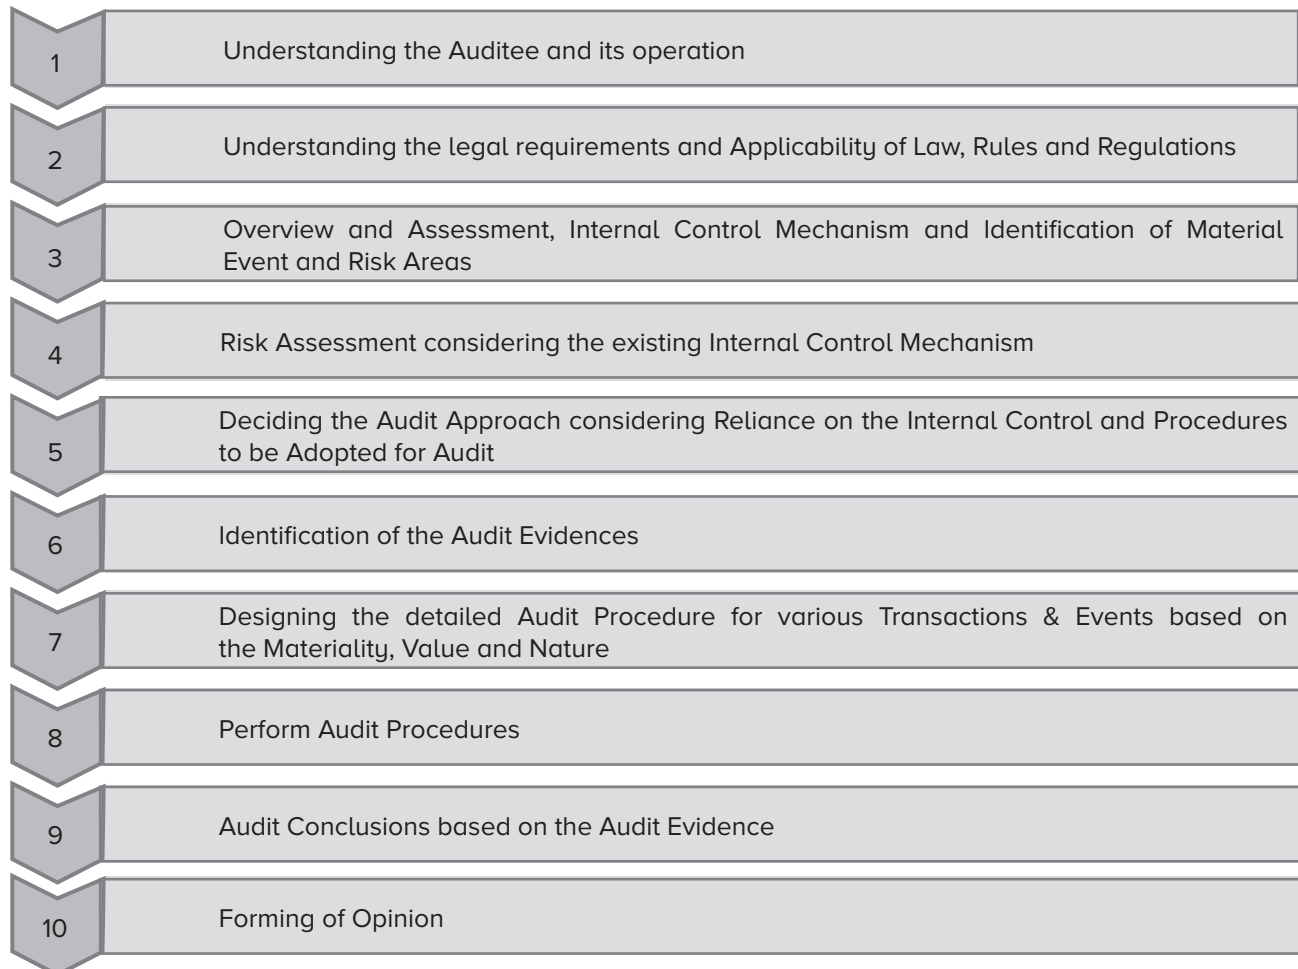 1
Understanding the Auditee and its operation
2
Understanding the legal requirements and Applicability of Law, Rules and Regulations
3
Overview and Assessment, Internal Control Mechanism and Identification of Material
Event and Risk Areas
4
Risk Assessment considering the existing Internal Control Mechanism
5
Deciding the Audit Approach considering Reliance on the Internal Control and Procedures
to be Adopted for Audit
6
Identification of the Audit Evidences
7
Designing the detailed Audit Procedure for various Transactions & Events based on
the Materiality, Value and Nature
8
Perform Audit Procedures
9
Audit Conclusions based on the Audit Evidence
10
Forming of Opinion